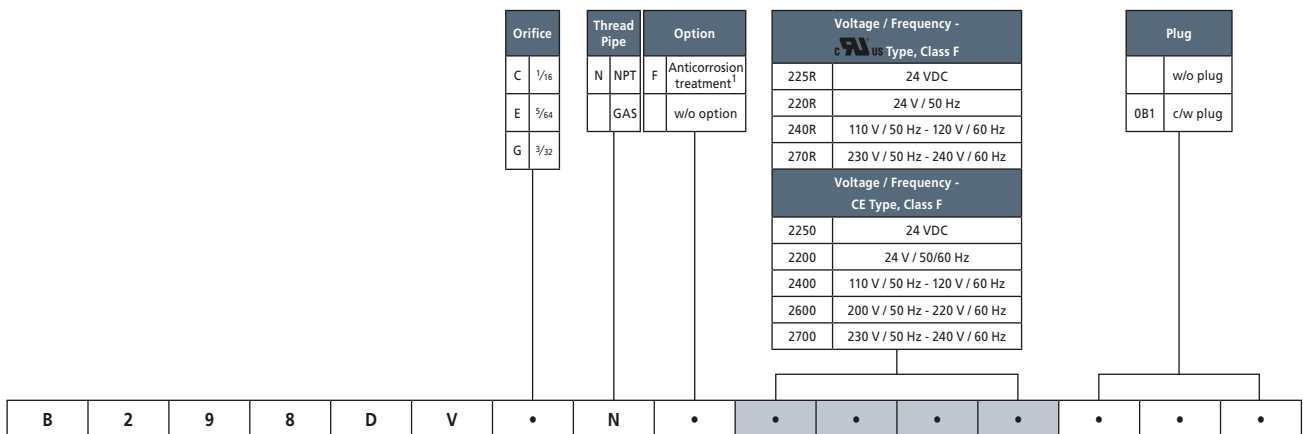 Orifice
C 1/16
E 5/64
G 3/32
Thread
Pipe
N NPT
GAS
Option
F Anticorrosion
treatment1
w/o option
Voltage / Frequency -
c RU US Type, Class F
225R 24 VDC
220R 24 V / 50 Hz
240R 110 V / 50 Hz - 120 V / 60 Hz
270R 230 V / 50 Hz - 240 V / 60 Hz
Voltage / Frequency -
CE Type, Class F
2250 24 VDC
2200 24 V / 50/60 Hz
2400 110 V / 50 Hz - 120 V / 60 Hz
2600 200 V / 50 Hz - 220 V / 60 Hz
2700 230 V / 50 Hz - 240 V / 60 Hz
Plug
w/o plug
0B1 c/w plug
B 2 9 8 D V • N • • • • • • • •